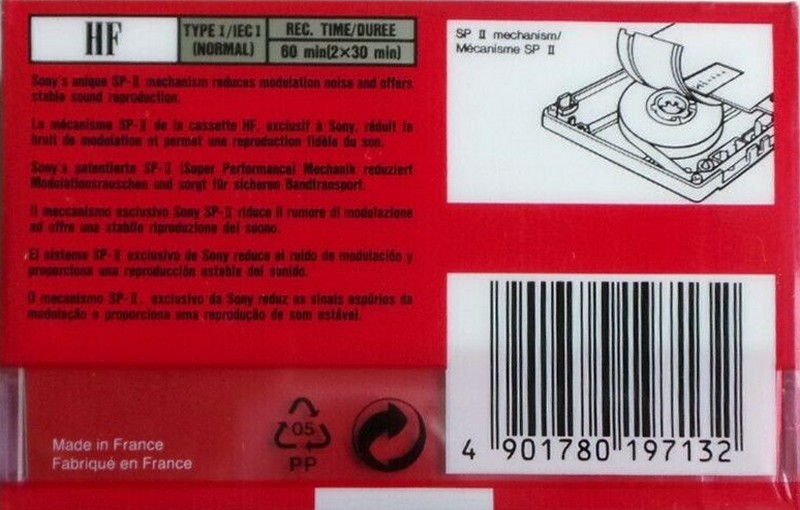 HF
TYPE I/IEC I
(NORMAL)
REC. TIME/DUREE
60 min(2×30 min)
Sony's unique SP-II mechanism reduces modulation noise and offers
stable sound reproduction.
Le mécanisme SP-II de la cassette HF, exclusif à Sony, réduit le
bruit de modulation et permet une reproduction fidèle du son.
Sony's patentierte SP-II (Super Performance) Mechanik reduziert
Modulationsrauschen und sorgt für sicheren Bandtransport.
Il meccanismo esclusivo Sony SP-II riduce il rumore di modulazione
ed offre una stabile riproduzione del suono.
El sistema SP-II exclusivo de Sony reduce el ruido de modulación y
proporciona una reproducción estable del sonido.
O mecanismo SP-II, exclusivo da Sony reduz os sinais espúrios da
modulação e proporciona uma reprodução de som estável.
SP II mechanism/
Mécanisme SP II
Made in France
Fabriqué en France
05
PP
4 901780 197132